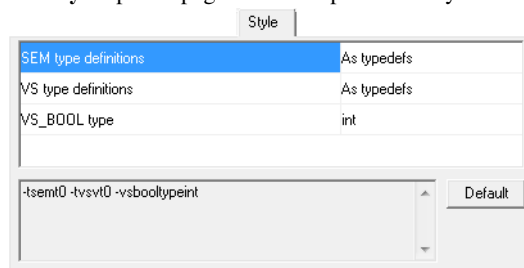 Style
SEM type definitions As typedefs
VS type definitions As typedefs
VS_BOOL type int
-tsemt0 -tvsvt0 -vsbooltypeint
Default